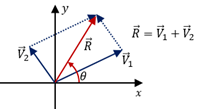 y
R⃗
R⃗ = V⃗₁ + V⃗₂
V⃗₂
V⃗₁
θ
x